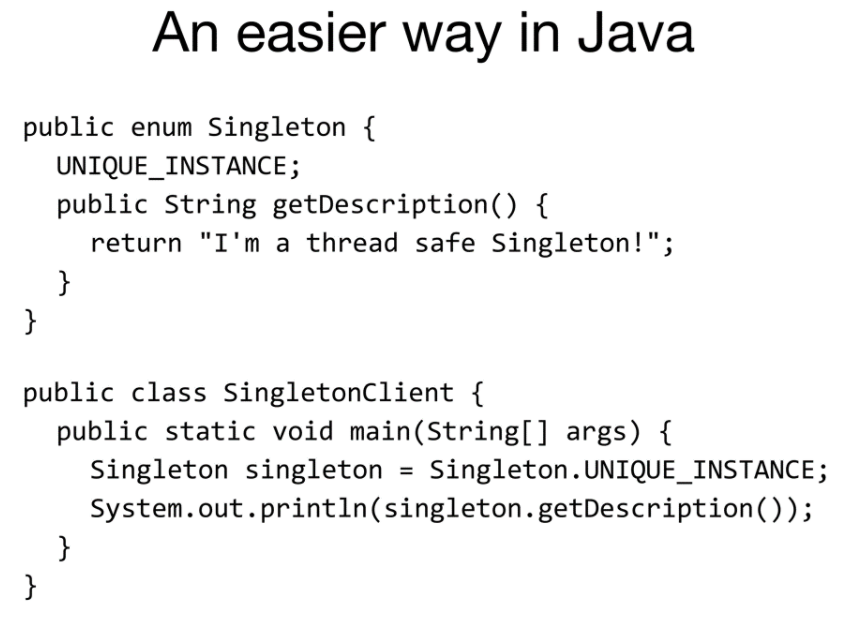 An easier way in Java
public enum Singleton {
UNIQUE_INSTANCE;
public String getDescription() {
return "I'm a thread safe Singleton!";
}
}
public class SingletonClient {
public static void main(String[] args) {
Singleton singleton = Singleton.UNIQUE_INSTANCE;
System.out.println(singleton.getDescription());
}
}